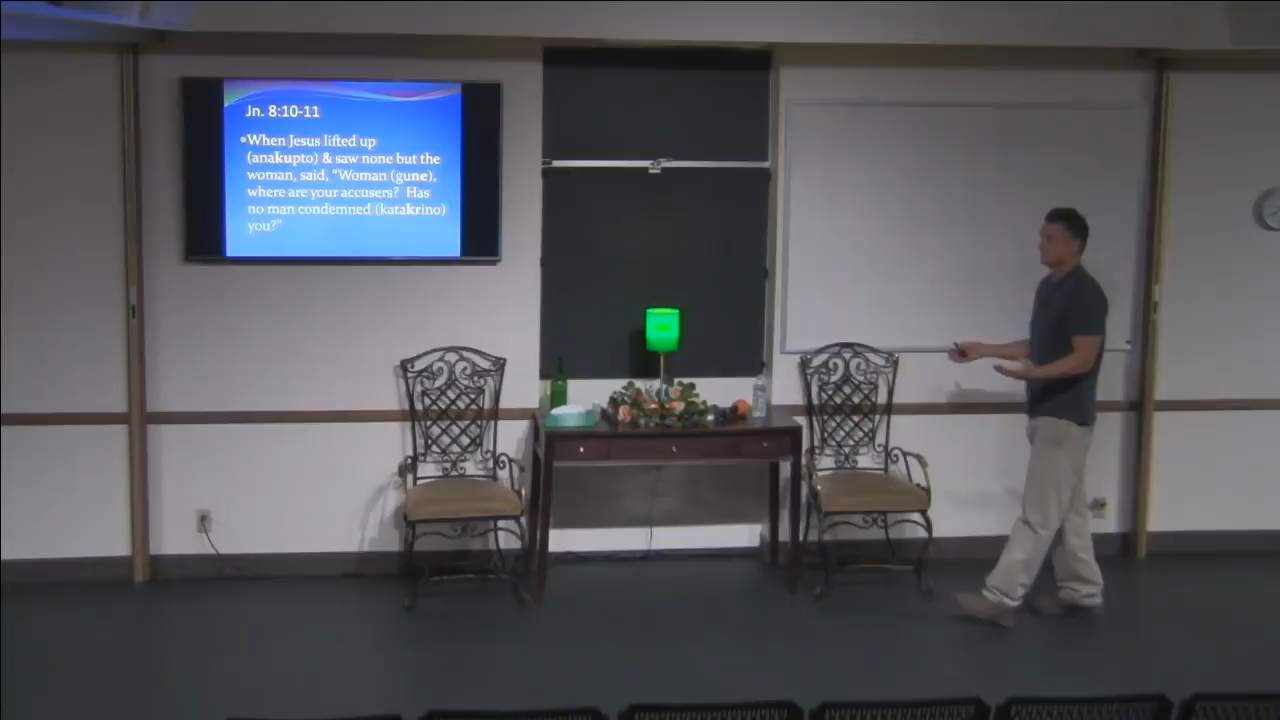 Jn. 8:10-11
•When Jesus lifted up
(anakupto) & saw none but the
woman, said, “Woman (gune),
where are your accusers?  Has
no man condemned (katakrino)
you?”